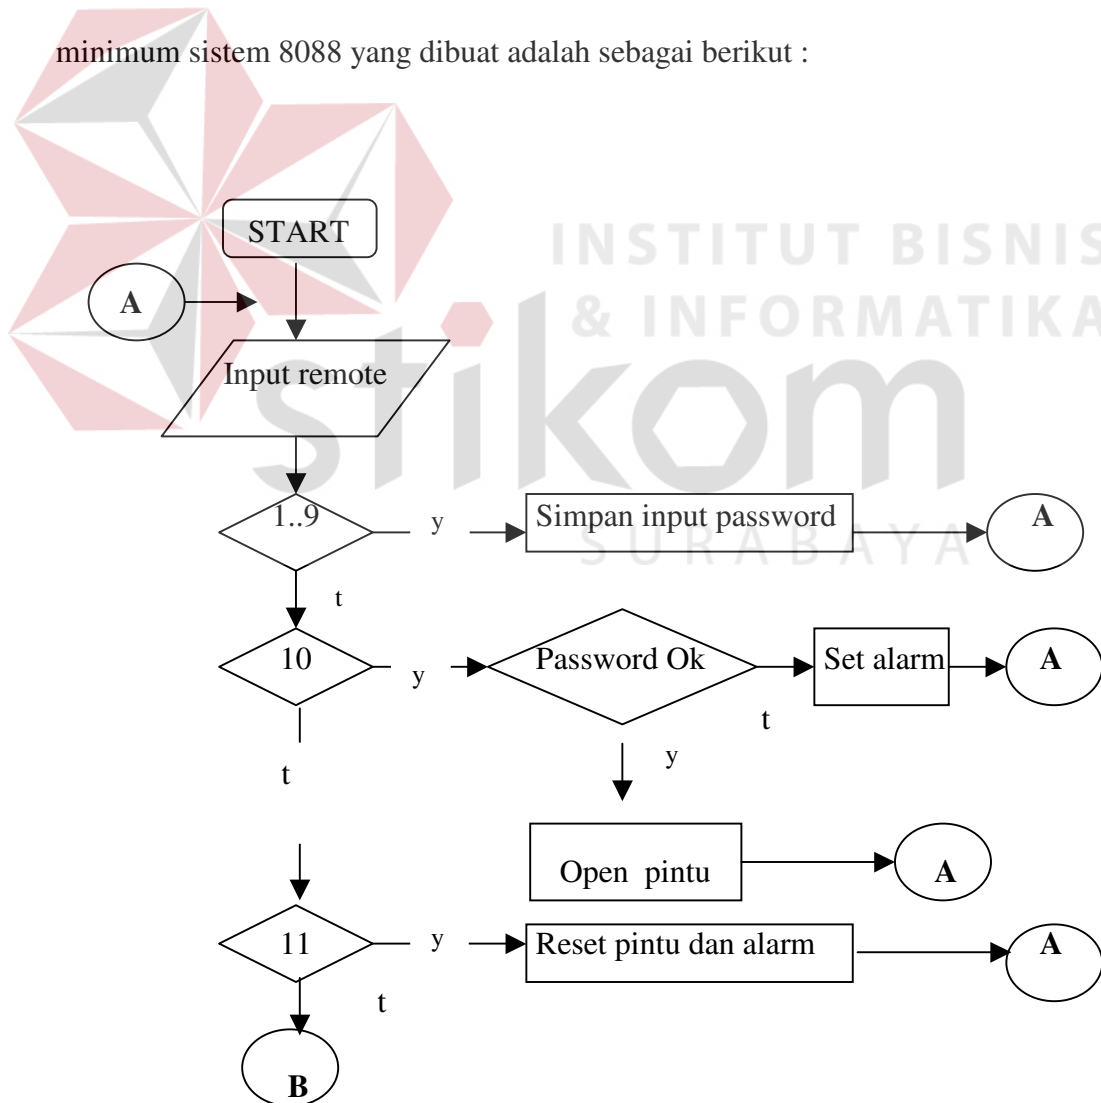 minimum sistem 8088 yang dibuat adalah sebagai berikut :
INSTITUT BISNIS
& INFORMATIKA
stikom
SURABAYA
START
A
Input remote
1..9
y
Simpan input password
A
t
10
y
Password Ok
Set alarm
A
t
y
t
Open pintu
A
11
y
Reset pintu dan alarm
A
t
B